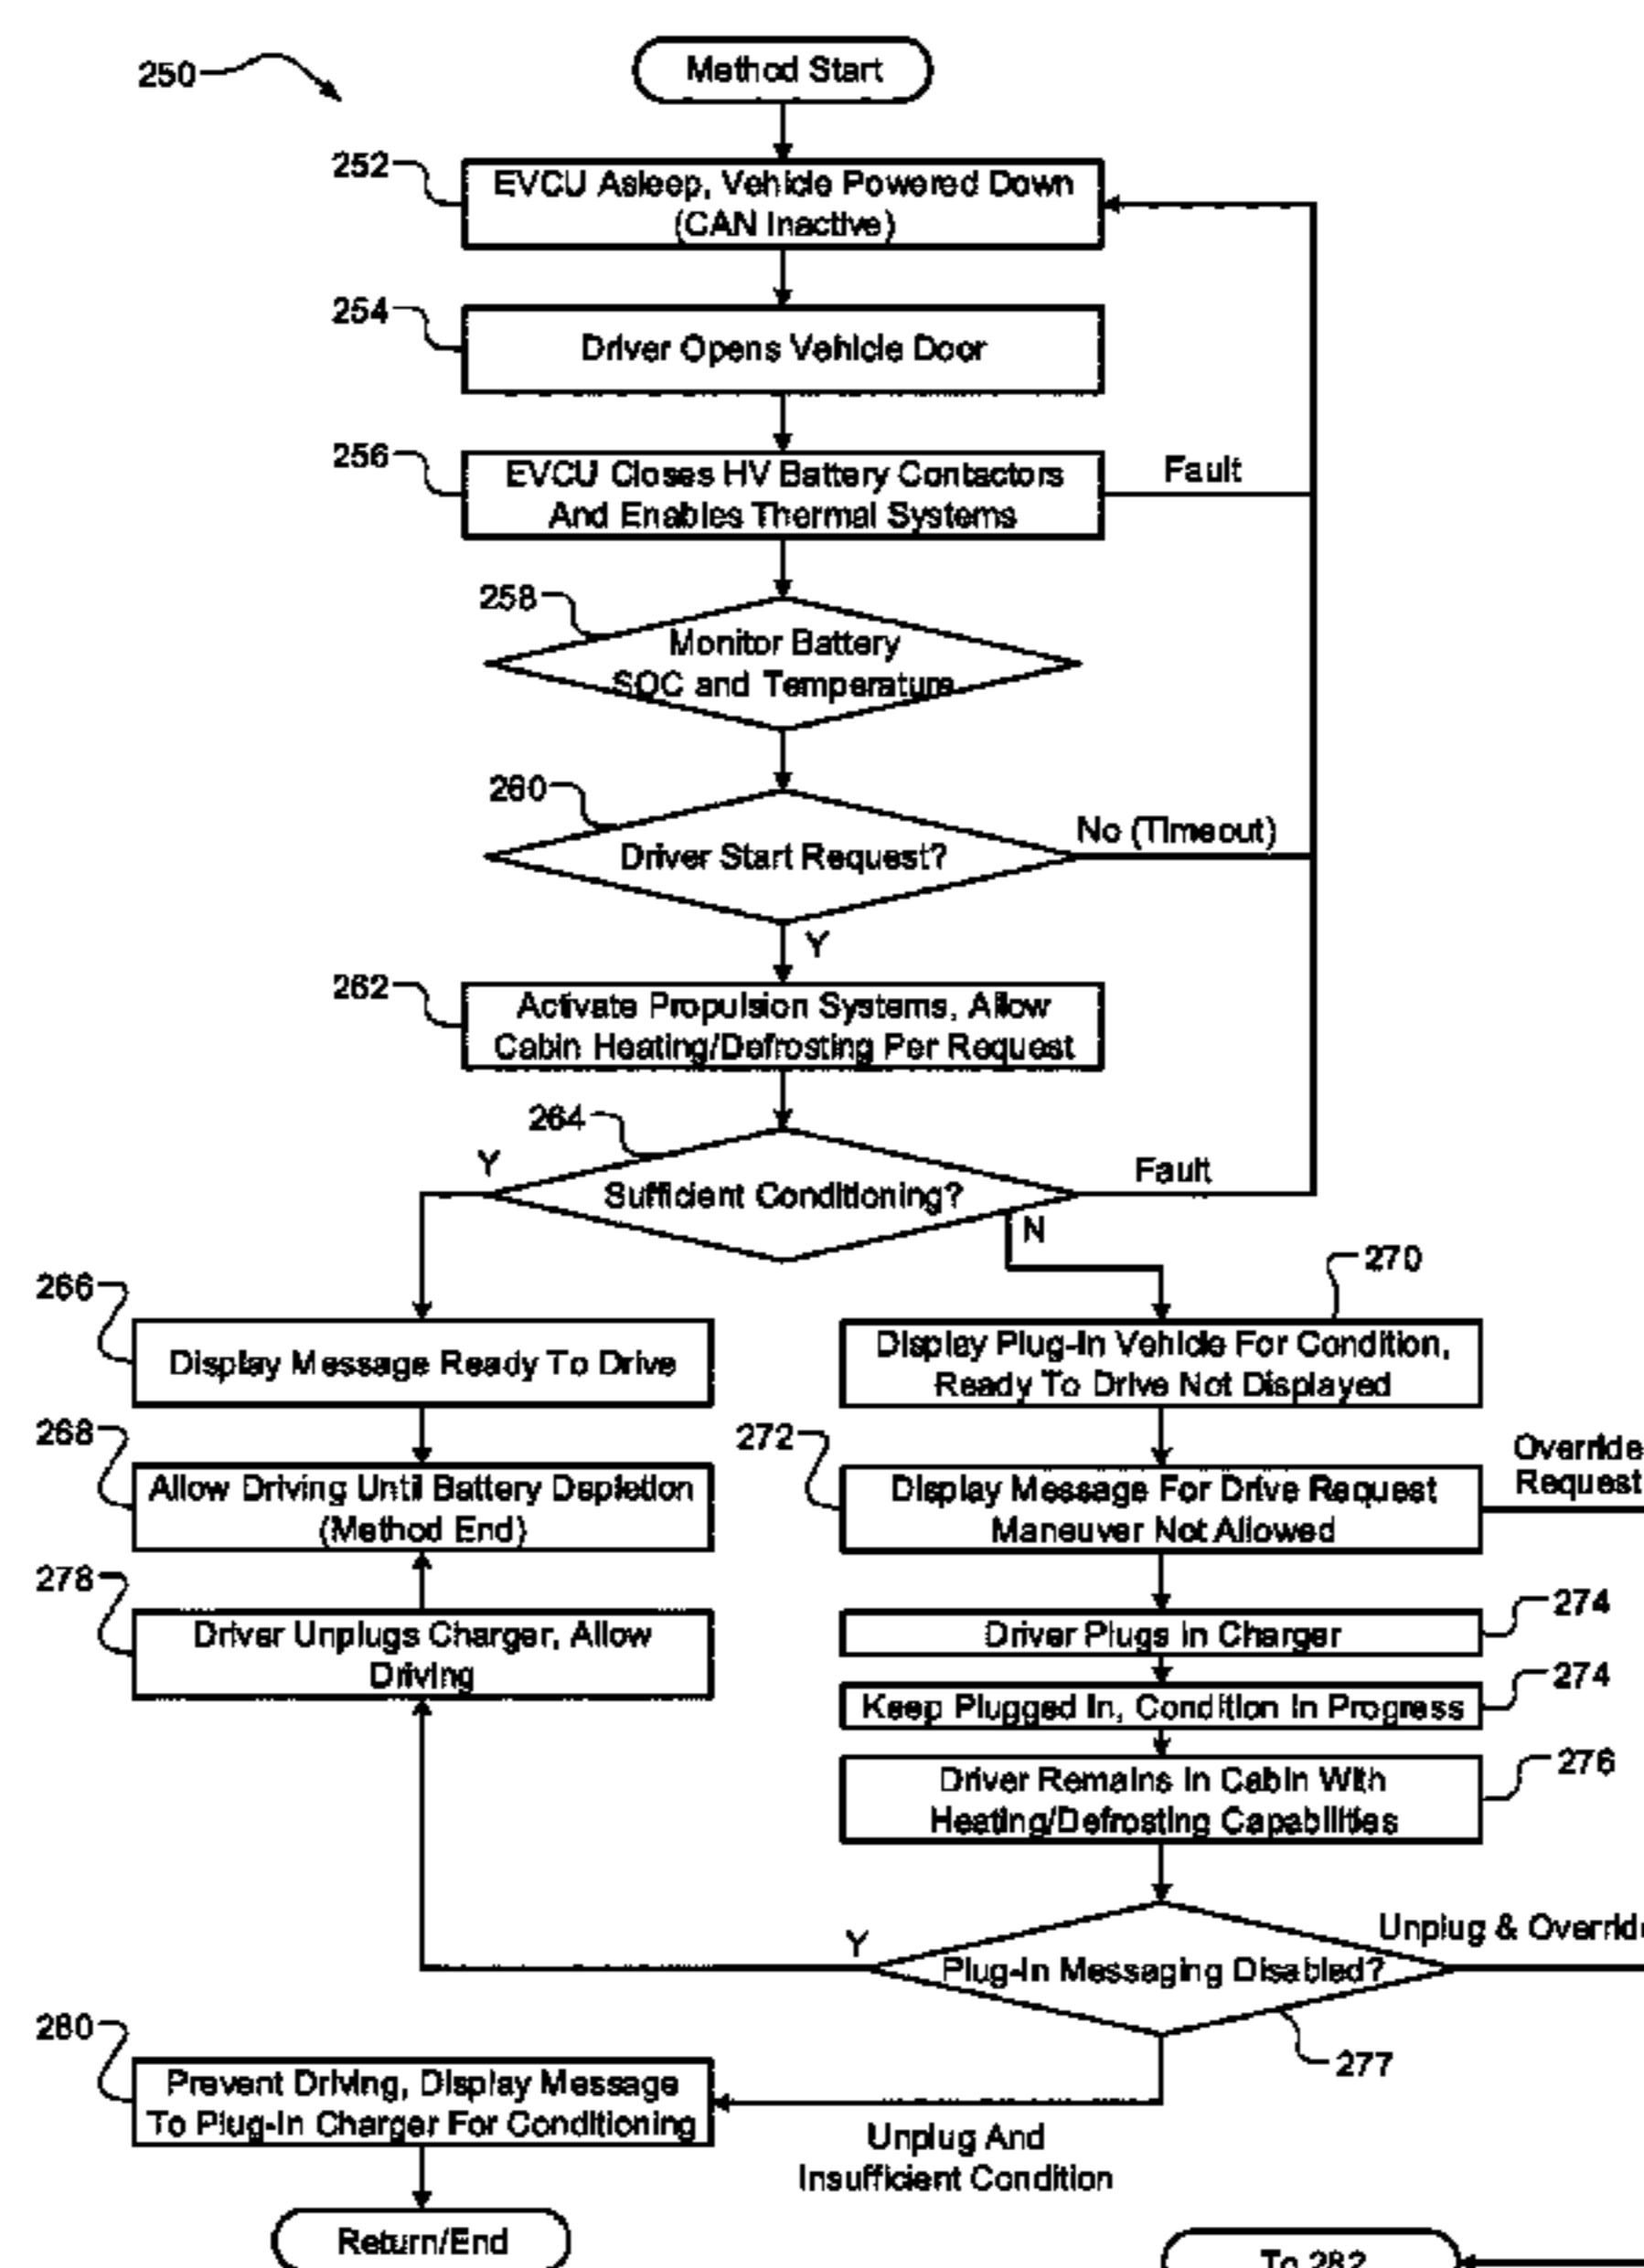 250
Method Start
252
EVCU Asleep, Vehicle Powered Down
(CAN Inactive)
254
Driver Opens Vehicle Door
256
EVCU Closes HV Battery Contactors
And Enables Thermal Systems
Fault
258
Monitor Battery
SOC and Temperature
260
Driver Start Request?
No (Timeout)
Y
262
Activate Propulsion Systems, Allow
Cabin Heating/Defrosting Per Request
264
Y
Sufficient Conditioning?
Fault
N
266
Display Message Ready To Drive
270
Display Plug-In Vehicle For Condition,
Ready To Drive Not Displayed
268
Allow Driving Until Battery Depletion
(Method End)
272
Display Message For Drive Request
Maneuver Not Allowed
Override
Request
278
Driver Unplugs Charger, Allow
Driving
274
Driver Plugs In Charger
274
Keep Plugged In, Condition In Progress
276
Driver Remains In Cabin With
Heating/Defrosting Capabilities
Y
Plug-In Messaging Disabled?
Unplug & Override
277
280
Prevent Driving, Display Message
To Plug-In Charger For Conditioning
Unplug And
Insufficient Condition
Return/End
To 282